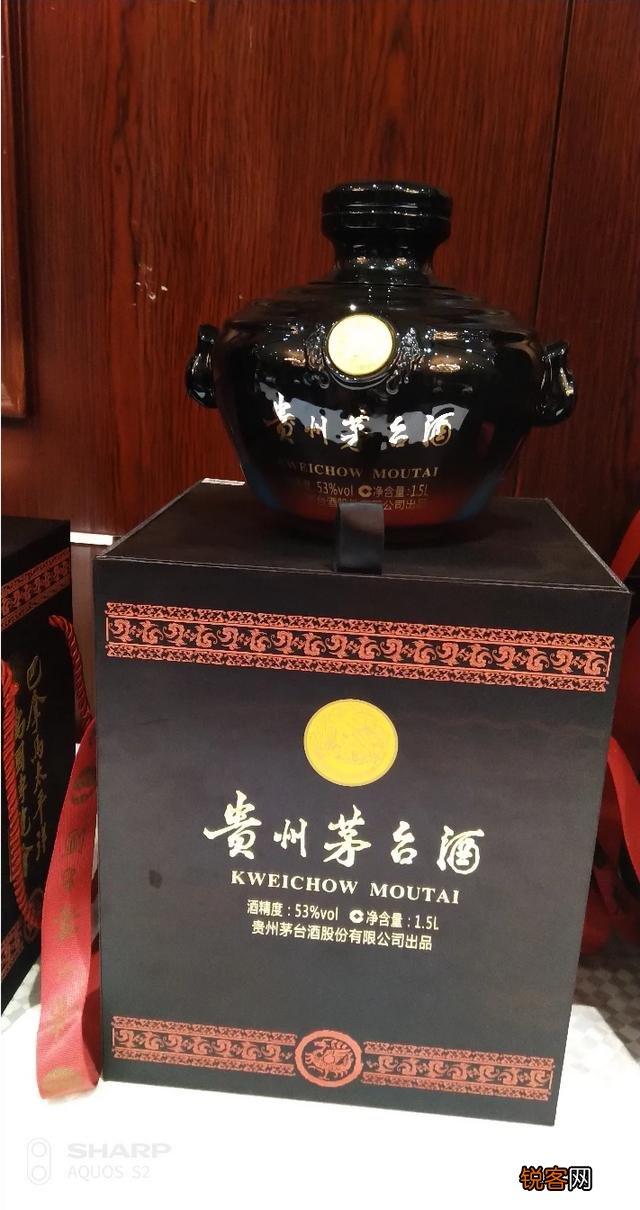 贵州茅台酒
KWEICHOW MOUTAI
53%vol 净含量:1.5L
贵州茅台酒
KWEICHOW MOUTAI
酒精度:53%vol 净含量:1.5L
贵州茅台酒股份有限公司出品
SHARP
AQUOS S2
锐客网